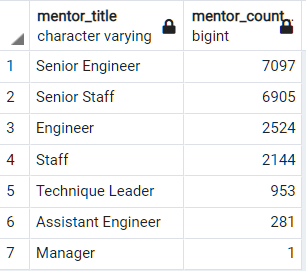 mentor_title mentor_count
character varying bigint
1 Senior Engineer 7097
2 Senior Staff 6905
3 Engineer 2524
4 Staff 2144
5 Technique Leader 953
6 Assistant Engineer 281
7 Manager 1